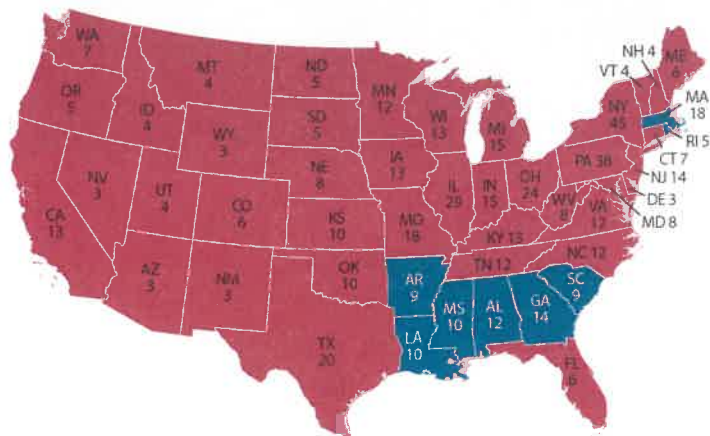 WA
7
OR
5
CA
13
ID
4
NV
3
UT
4
AZ
3
MT
4
WY
3
CO
6
NM
3
ND
5
SD
5
NE
8
KS
10
OK
10
TX
20
MN
12
IA
13
MO
18
AR
9
LA
10
WI
13
IL
29
MI
15
IN
15
OH
24
KY 13
TN 12
MS
10
AL
12
GA
14
FL
6
SC
9
NC 12
WV
8
VA
12
PA 38
NY
45
VT 4
NH 4
ME
6
MA
18
RI 5
CT 7
NJ 14
DE 3
MD 8